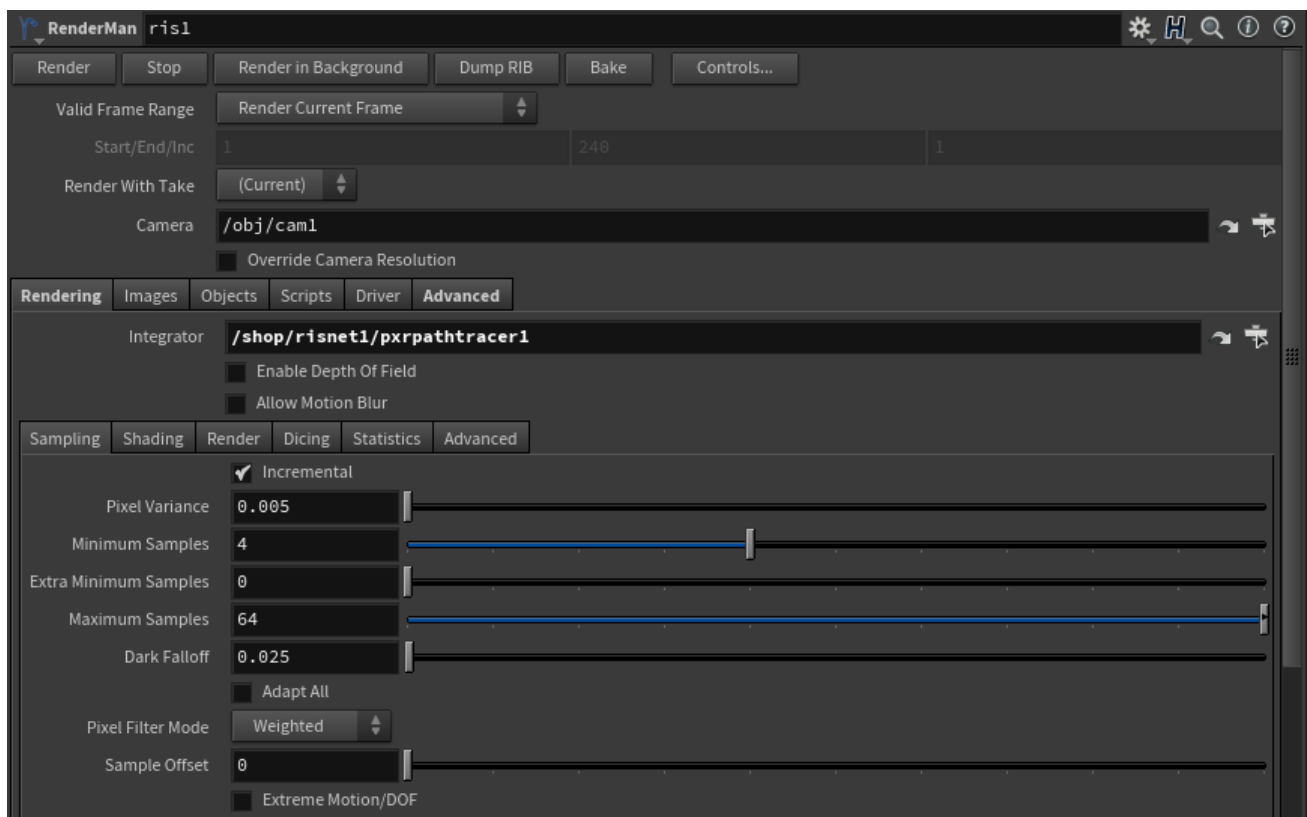 RenderMan ris1
Render Stop Render in Background Dump RIB Bake Controls...
Valid Frame Range Render Current Frame
Start/End/Inc 1 240 1
Render With Take (Current)
Camera /obj/cam1
Override Camera Resolution
Rendering Images Objects Scripts Driver Advanced
Integrator /shop/risnet1/pxrpathtracer1
Enable Depth Of Field
Allow Motion Blur
Sampling Shading Render Dicing Statistics Advanced
Incremental
Pixel Variance 0.005
Minimum Samples 4
Extra Minimum Samples 0
Maximum Samples 64
Dark Falloff 0.025
Adapt All
Pixel Filter Mode Weighted
Sample Offset 0
Extreme Motion/DOF